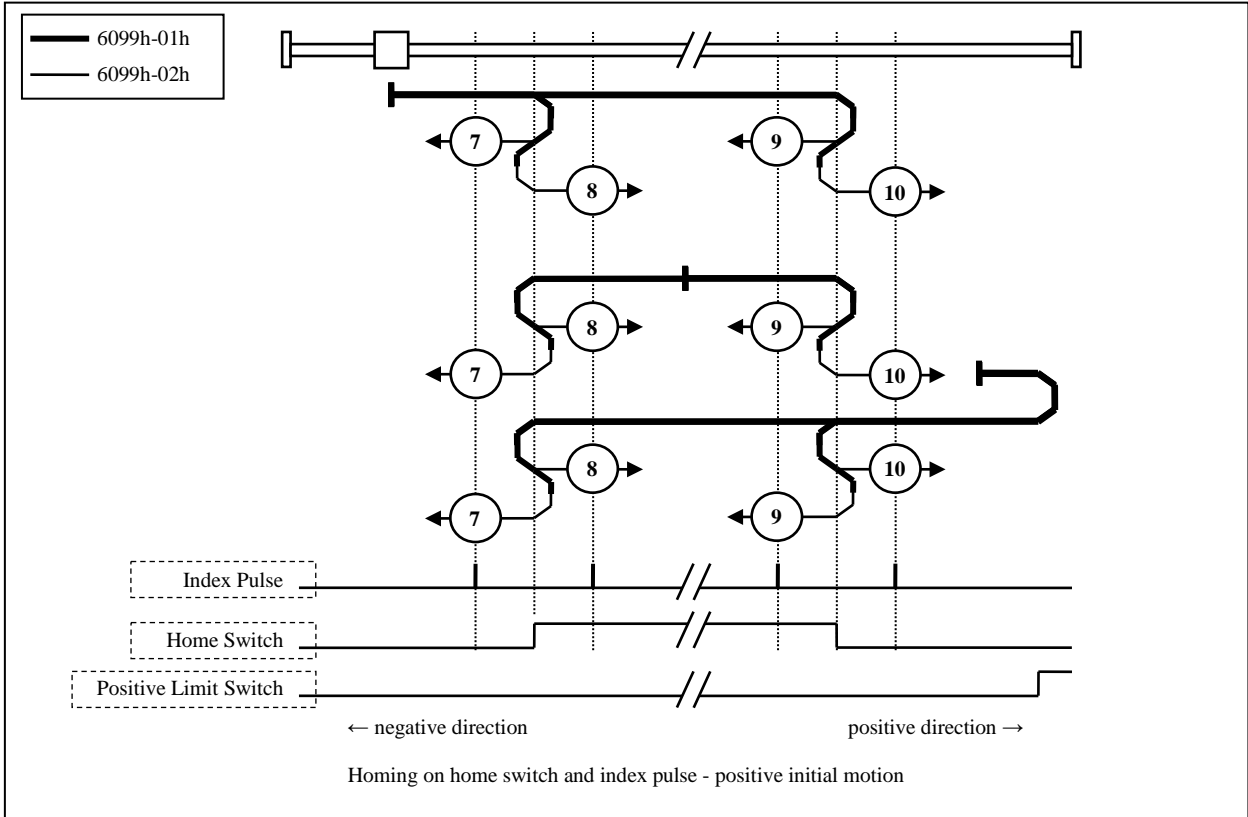 6099h-01h
6099h-02h
7
9
8
10
8
9
7
10
8
10
7
9
Index Pulse
Home Switch
Positive Limit Switch
← negative direction
positive direction →
Homing on home switch and index pulse - positive initial motion